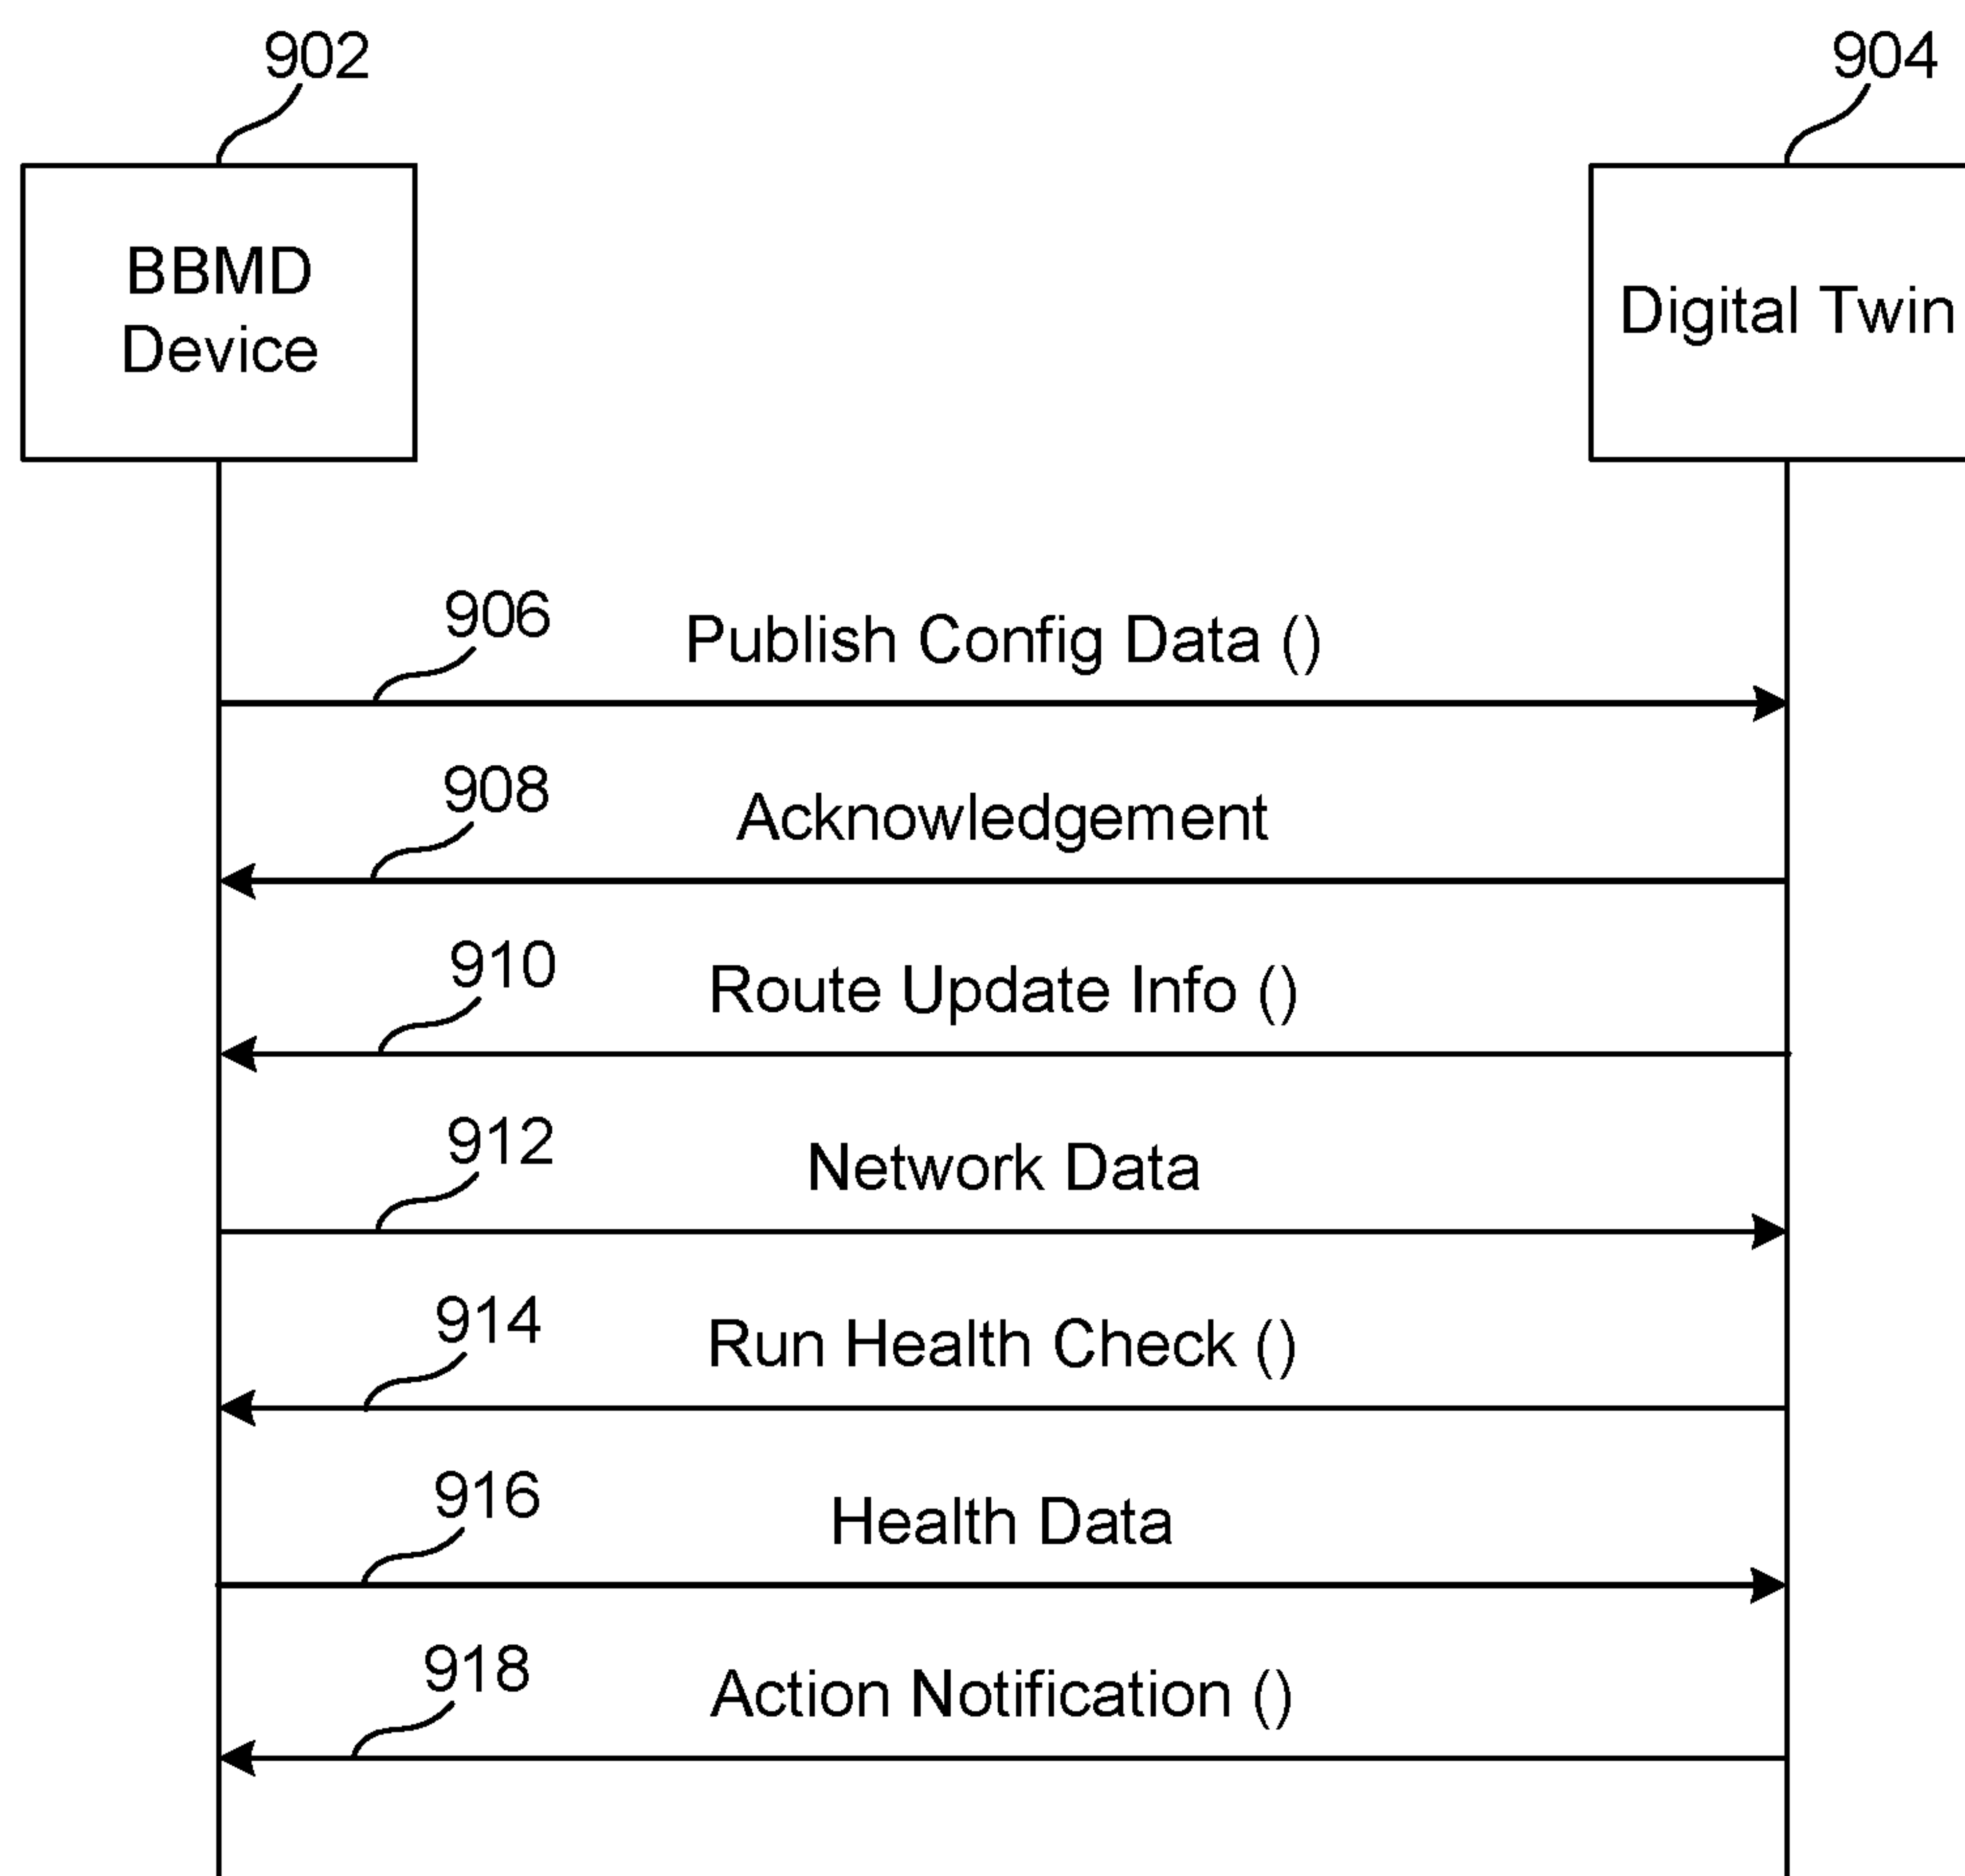 902
904
BBMD
Device
Digital Twin
906
Publish Config Data ()
908
Acknowledgement
910
Route Update Info ()
912
Network Data
914
Run Health Check ()
916
Health Data
918
Action Notification ()